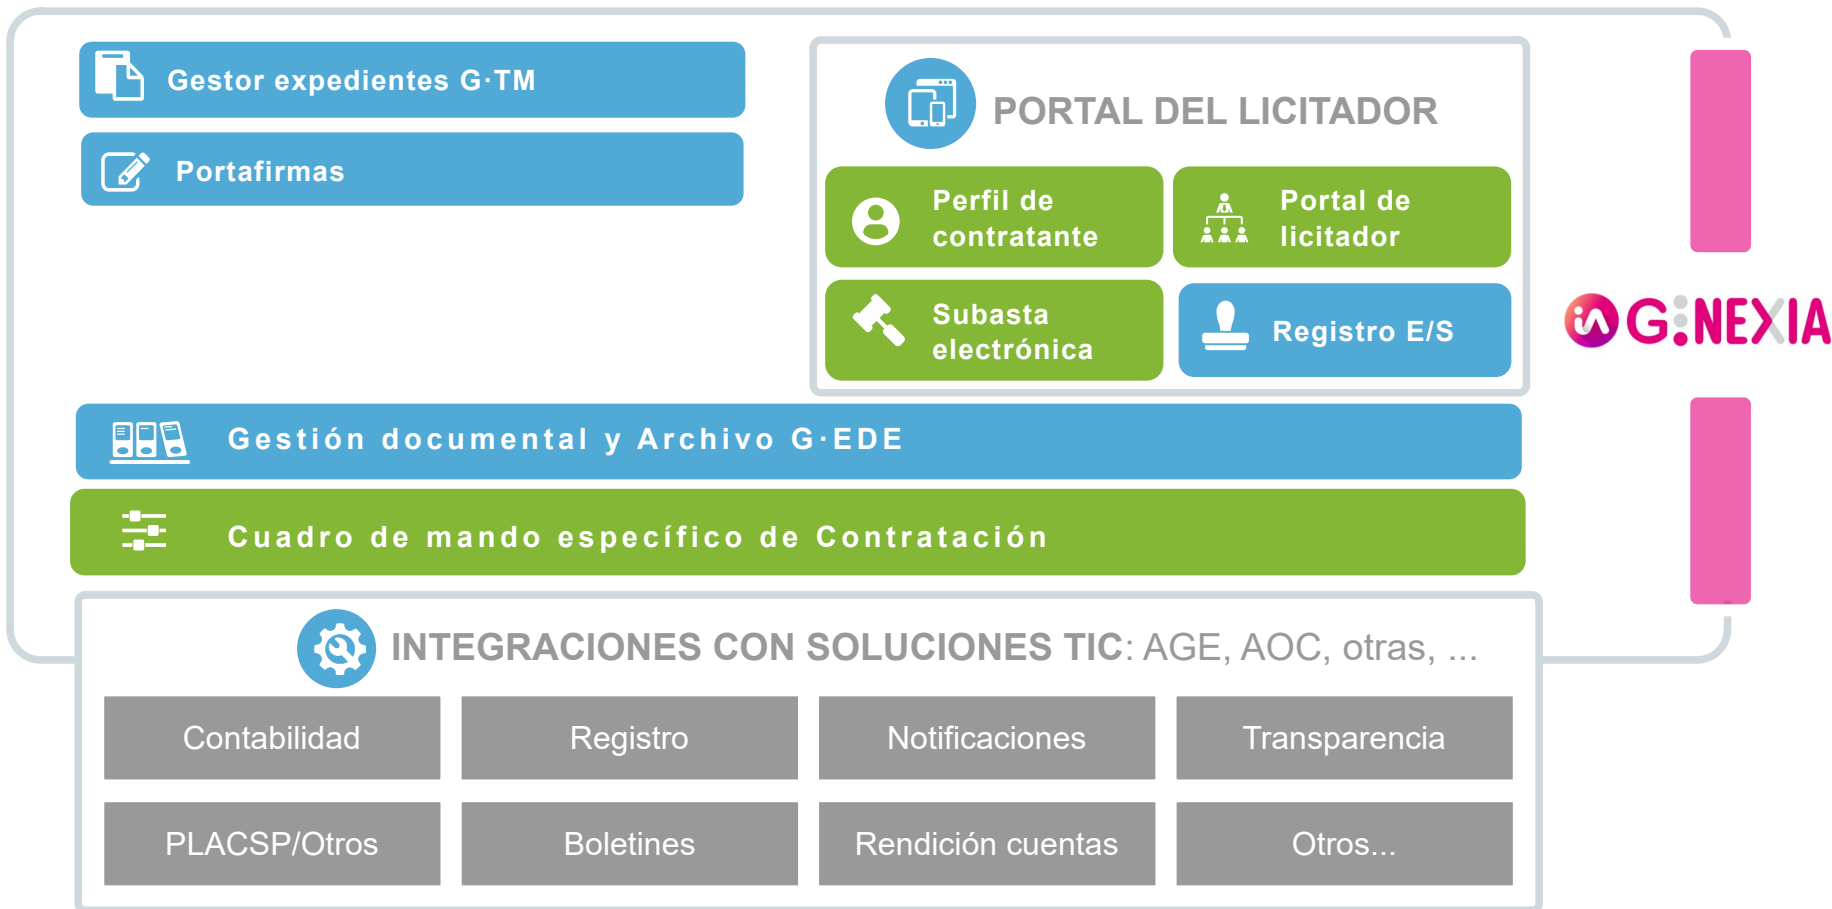 Gestor expedientes G·TM
Portafirmas
PORTAL DEL LICITADOR
Perfil de
contratante
Portal de
licitador
Subasta
electrónica
Registro E/S
ia G:NEXIA
Gestión documental y Archivo G·EDE
Cuadro de mando específico de Contratación
INTEGRACIONES CON SOLUCIONES TIC: AGE, AOC, otras, ...
Contabilidad
Registro
Notificaciones
Transparencia
PLACSP/Otros
Boletines
Rendición cuentas
Otros...